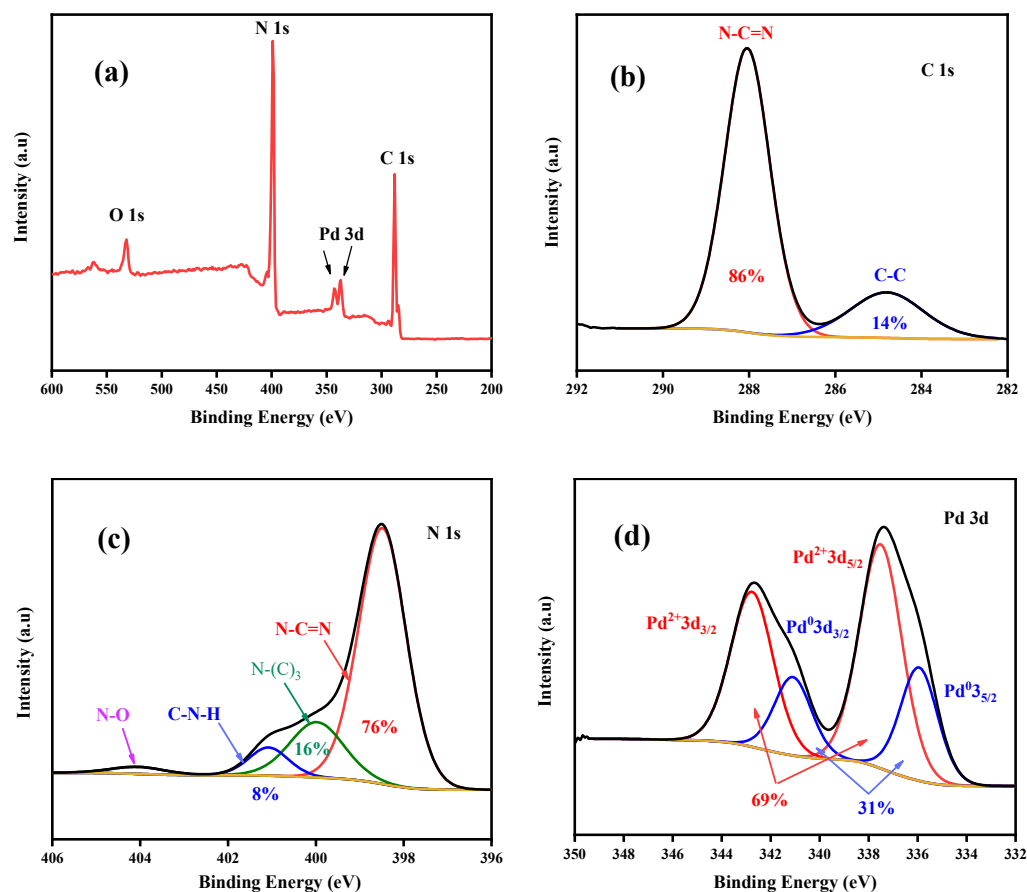 (a)
N 1s
C 1s
O 1s
Pd 3d
Intensity (a.u)
600 550 500 450 400 350 300 250 200
Binding Energy (eV)
(b)
N-C=N
C 1s
86%
C-C
14%
Intensity (a.u)
292 290 288 286 284 282
Binding Energy (eV)
(c)
N 1s
N-C=N
N-(C)₃
C-N-H
N-O
76%
16%
8%
Intensity (a.u)
406 404 402 400 398 396
Binding Energy (eV)
(d)
Pd 3d
Pd²⁺3d₅/₂
Pd²⁺3d₃/₂
Pd⁰3d₃/₂
Pd⁰3₅/₂
69%
31%
Intensity (a.u)
350 348 346 344 342 340 338 336 334 332
Binding Energy (eV)